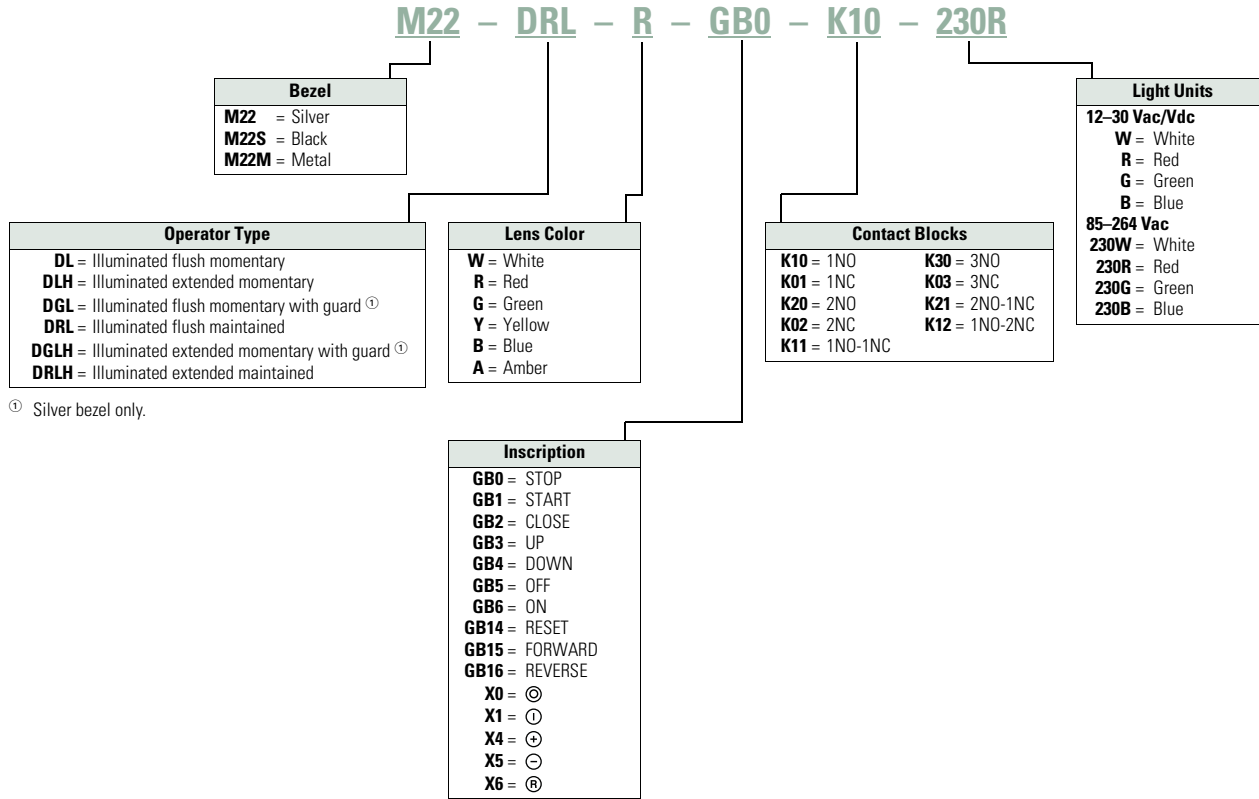 M22 – DRL – R – GB0 – K10 – 230R
Bezel
M22 = Silver
M22S = Black
M22M = Metal
Light Units
12–30 Vac/Vdc
W = White
R = Red
G = Green
B = Blue
85–264 Vac
230W = White
230R = Red
230G = Green
230B = Blue
Operator Type
DL = Illuminated flush momentary
DLH = Illuminated extended momentary
DGL = Illuminated flush momentary with guard ①
DRL = Illuminated flush maintained
DGLH = Illuminated extended momentary with guard ①
DRLH = Illuminated extended maintained
① Silver bezel only.
Lens Color
W = White
R = Red
G = Green
Y = Yellow
B = Blue
A = Amber
Contact Blocks
K10 = 1NO K30 = 3NO
K01 = 1NC K03 = 3NC
K20 = 2NO K21 = 2NO-1NC
K02 = 2NC K12 = 1NO-2NC
K11 = 1NO-1NC
Inscription
GB0 = STOP
GB1 = START
GB2 = CLOSE
GB3 = UP
GB4 = DOWN
GB5 = OFF
GB6 = ON
GB14 = RESET
GB15 = FORWARD
GB16 = REVERSE
X0 = ⓞ
X1 = Ⓘ
X4 = ⊕
X5 = ⊖
X6 = Ⓡ